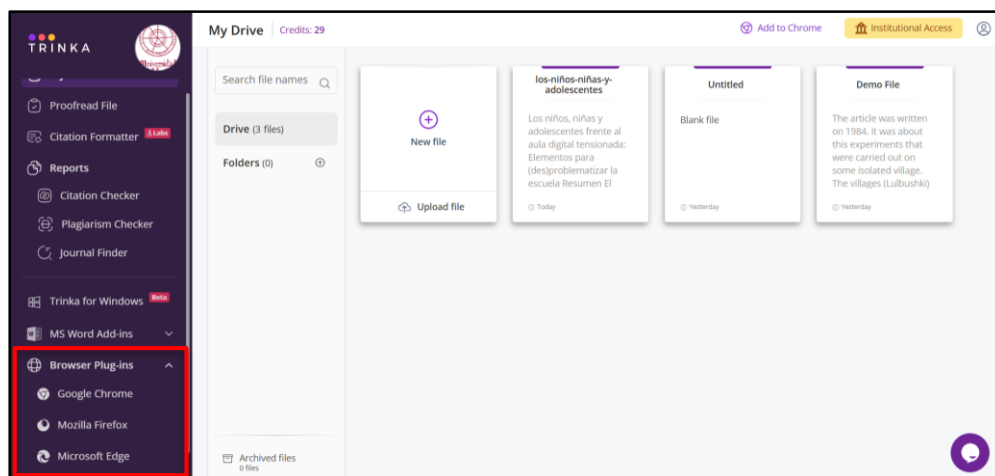 TRINKA
Proofread File
Citation Formatter
Labs
Reports
Citation Checker
Plagiarism Checker
Journal Finder
Trinka for Windows Beta
MS Word Add-ins
Browser Plug-ins
Google Chrome
Mozilla Firefox
Microsoft Edge
My Drive Credits: 29
Add to Chrome
Institutional Access
Search file names
Drive (3 files)
Folders (0)
Archived files
0 files
New file
Upload file
los-niños-niñas-y-
adolescentes
Los niños, niñas y
adolescentes frente al
aula digital tensionada:
Elementos para
(des)problematizar la
escuela Resumen El
Today
Untitled
Blank file
Yesterday
Demo File
The article was written
on 1984. It was about
this experiments that
were carried out on
some isolated village.
The villages (Lulbushki)
Yesterday